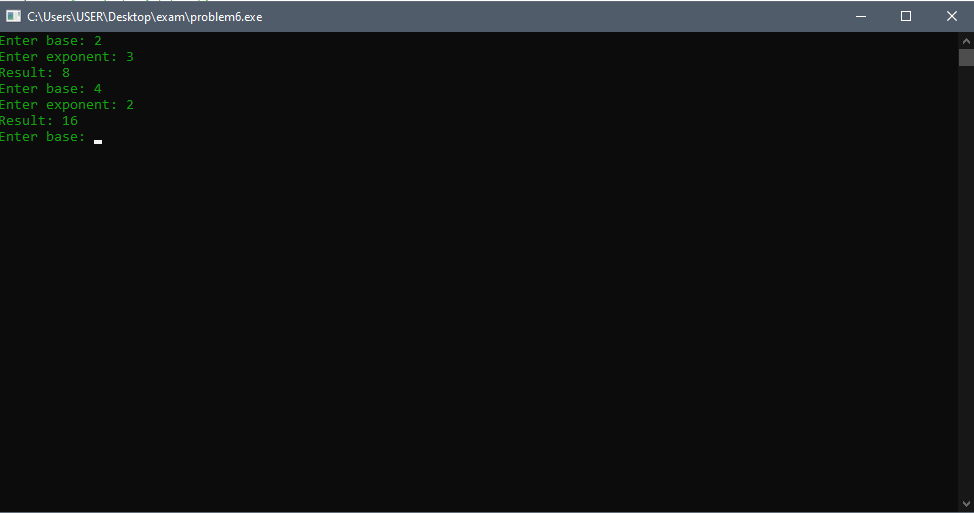 C:\Users\USER\Desktop\exam\problem6.exe
Enter base: 2
Enter exponent: 3
Result: 8
Enter base: 4
Enter exponent: 2
Result: 16
Enter base: